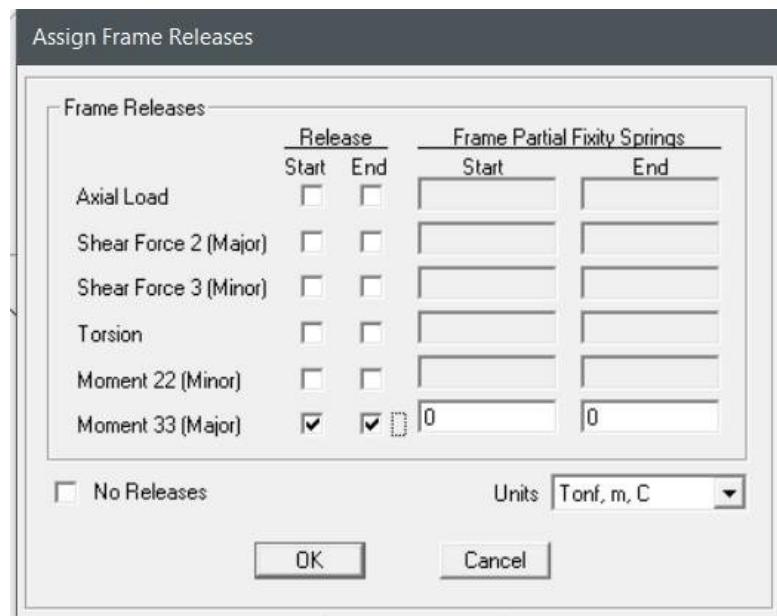 Assign Frame Releases
Frame Releases
Release Frame Partial Fixity Springs
Start End Start End
Axial Load
Shear Force 2 (Major)
Shear Force 3 (Minor)
Torsion
Moment 22 (Minor)
Moment 33 (Major) 0 0
No Releases Units Tonf, m, C
OK Cancel